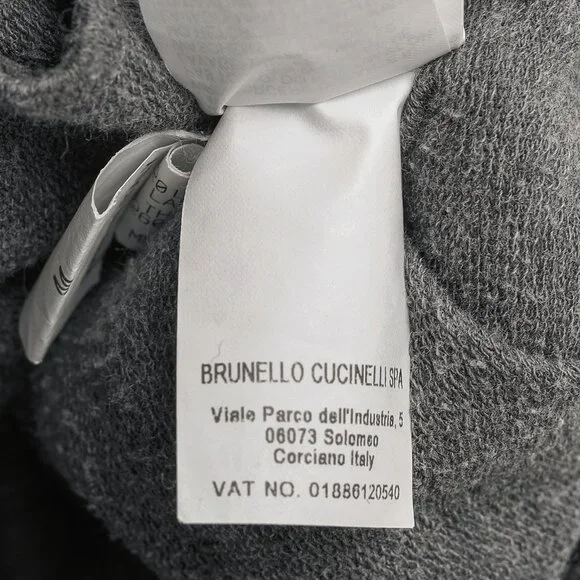 BRUNELLO CUCINELLI SPA
Viale Parco dell'Industria, 5
06073 Solomeo
Corciano Italy
VAT NO. 01886120540